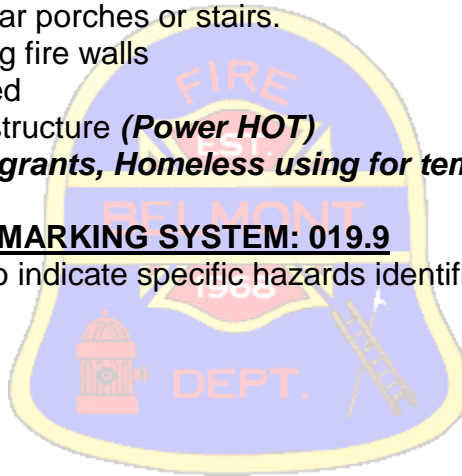 ar porches or stairs.
g fire walls
ed
structure (Power HOT)
grants, Homeless using for
MARKING SYSTEM: 019.9
o indicate specific hazards identif
FIRE
EST.
BELMONT
1968
DEPT.